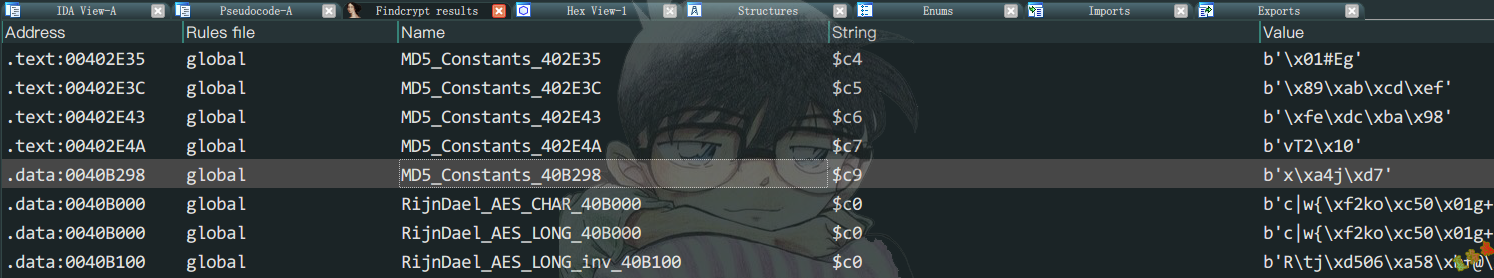 IDA View-A Pseudocode-A Findcrypt results Hex View-1 Structures Enums Imports Exports
Address Rules file Name String Value
.text:00402E35 global MD5_Constants_402E35 $c4 b'\x01#Eg'
.text:00402E3C global MD5_Constants_402E3C $c5 b'\x89\xab\xcd\xef'
.text:00402E43 global MD5_Constants_402E43 $c6 b'\xfe\xdc\xba\x98'
.text:00402E4A global MD5_Constants_402E4A $c7 b'vT2\x10'
.data:0040B298 global MD5_Constants_40B298 $c9 b'x\xa4j\xd7'
.data:0040B000 global RijnDael_AES_CHAR_40B000 $c0 b'c|w{\xf2ko\xc50\x01g+
.data:0040B000 global RijnDael_AES_LONG_40B000 $c0 b'c|w{\xf2ko\xc50\x01g+
.data:0040B100 global RijnDael_AES_LONG_inv_40B100 $c0 b'R\tj\xd506\xa58\